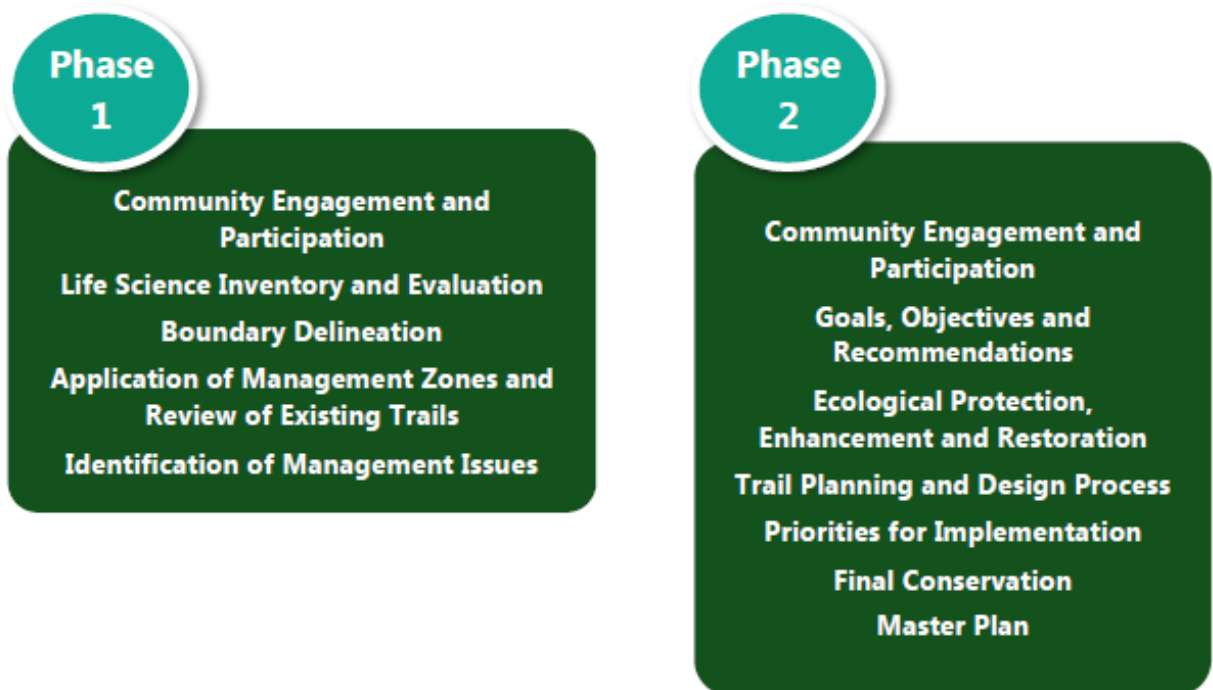 Phase
1
Community Engagement and
Participation
Life Science Inventory and Evaluation
Boundary Delineation
Application of Management Zones and
Review of Existing Trails
Identification of Management Issues
Phase
2
Community Engagement and
Participation
Goals, Objectives and
Recommendations
Ecological Protection,
Enhancement and Restoration
Trail Planning and Design Process
Priorities for Implementation
Final Conservation
Master Plan